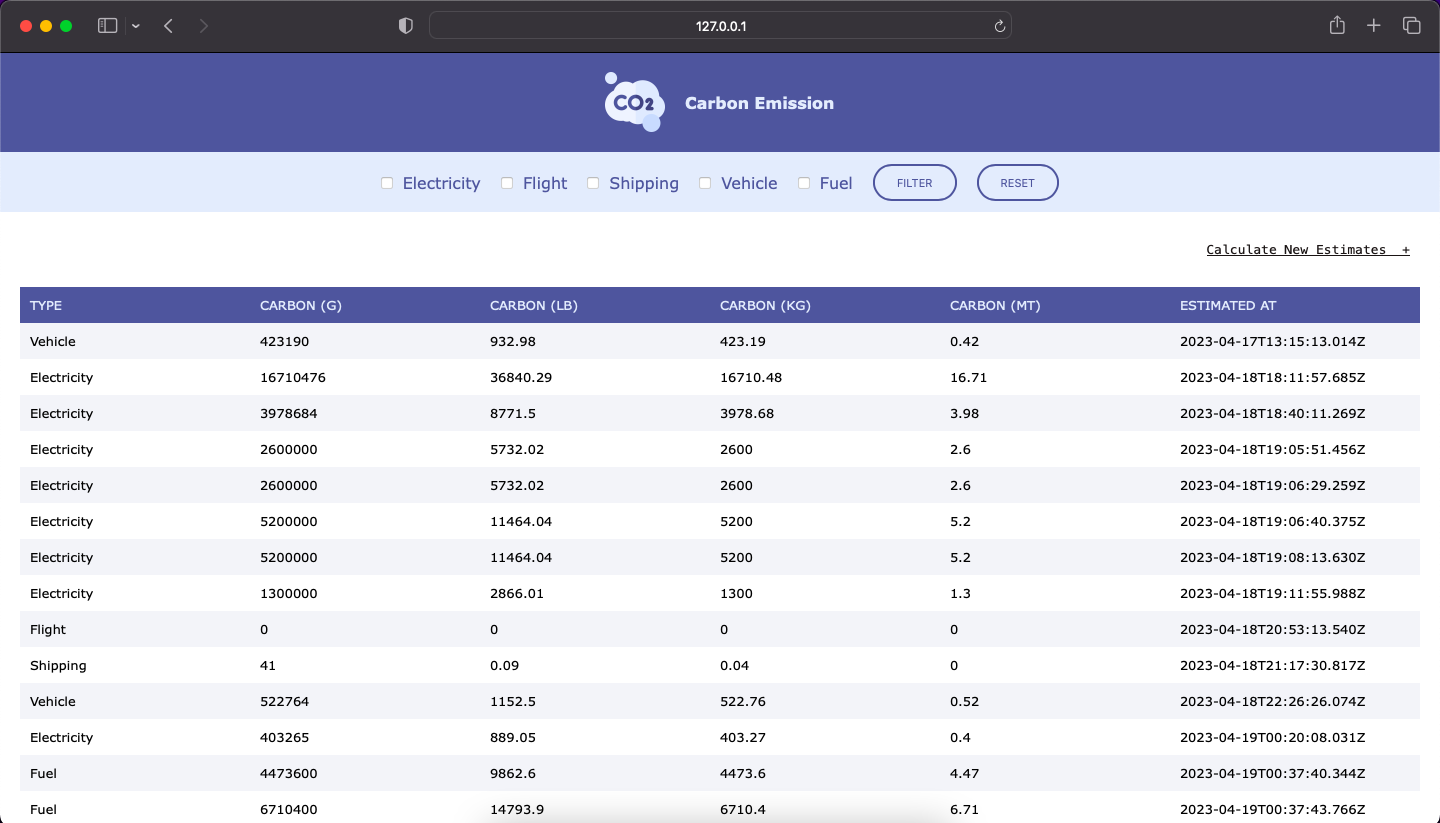 127.0.0.1
CO2 Carbon Emission
Electricity Flight Shipping Vehicle Fuel FILTER RESET
Calculate New Estimates +
TYPE CARBON (G) CARBON (LB) CARBON (KG) CARBON (MT) ESTIMATED AT
Vehicle 423190 932.98 423.19 0.42 2023-04-17T13:15:13.014Z
Electricity 16710476 36840.29 16710.48 16.71 2023-04-18T18:11:57.685Z
Electricity 3978684 8771.5 3978.68 3.98 2023-04-18T18:40:11.269Z
Electricity 2600000 5732.02 2600 2.6 2023-04-18T19:05:51.456Z
Electricity 2600000 5732.02 2600 2.6 2023-04-18T19:06:29.259Z
Electricity 5200000 11464.04 5200 5.2 2023-04-18T19:06:40.375Z
Electricity 5200000 11464.04 5200 5.2 2023-04-18T19:08:13.630Z
Electricity 1300000 2866.01 1300 1.3 2023-04-18T19:11:55.988Z
Flight 0 0 0 0 2023-04-18T20:53:13.540Z
Shipping 41 0.09 0.04 0 2023-04-18T21:17:30.817Z
Vehicle 522764 1152.5 522.76 0.52 2023-04-18T22:26:26.074Z
Electricity 403265 889.05 403.27 0.4 2023-04-19T00:20:08.031Z
Fuel 4473600 9862.6 4473.6 4.47 2023-04-19T00:37:40.344Z
Fuel 6710400 14793.9 6710.4 6.71 2023-04-19T00:37:43.766Z